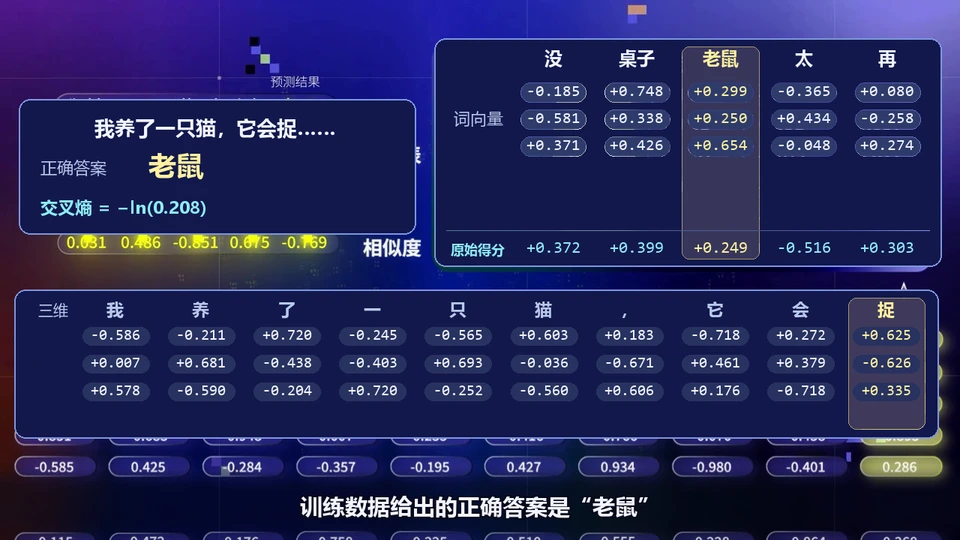 预测结果
我养了一只猫，它会捉……
正确答案 老鼠
交叉熵 = −ln(0.208)
0.031 0.486 -0.851 0.675 -0.769
相似度
没 桌子 老鼠 太 再
-0.185 +0.748 +0.299 -0.365 +0.080
词向量 -0.581 +0.338 +0.250 +0.434 -0.258
+0.371 +0.426 +0.654 -0.048 +0.274
原始得分 +0.372 +0.399 +0.249 -0.516 +0.303
三维 我 养 了 一 只 猫 , 它 会 捉
-0.586 -0.211 +0.720 -0.245 -0.565 +0.603 +0.183 -0.718 +0.272 +0.625
+0.007 +0.681 -0.438 -0.403 +0.693 -0.036 -0.671 +0.461 +0.379 -0.626
+0.578 -0.590 -0.204 +0.720 -0.252 -0.560 +0.606 +0.176 -0.718 +0.335
-0.585 0.425 -0.284 -0.357 -0.195 0.427 0.934 -0.980 -0.401 0.286
训练数据给出的正确答案是“老鼠”